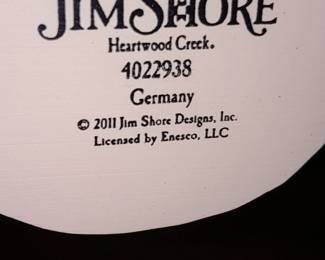 JIM SHORE
Heartwood Creek.
4022938
Germany
© 2011 Jim Shore Designs, Inc.
Licensed by Enesco, LLC